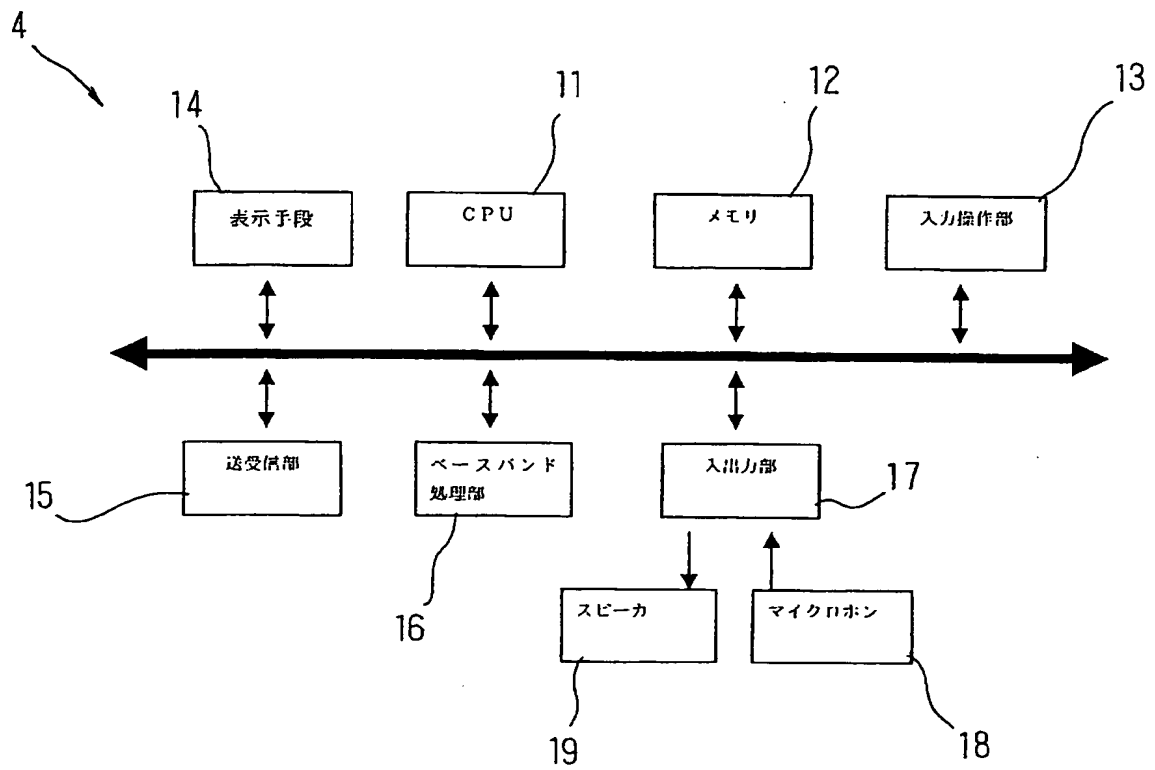 4
14
11
12
13
表示手段
CPU
メモリ
入力操作部
送受信部
ベースバンド
処理部
入出力部
15
16
17
スピーカ
マイクロホン
19
18